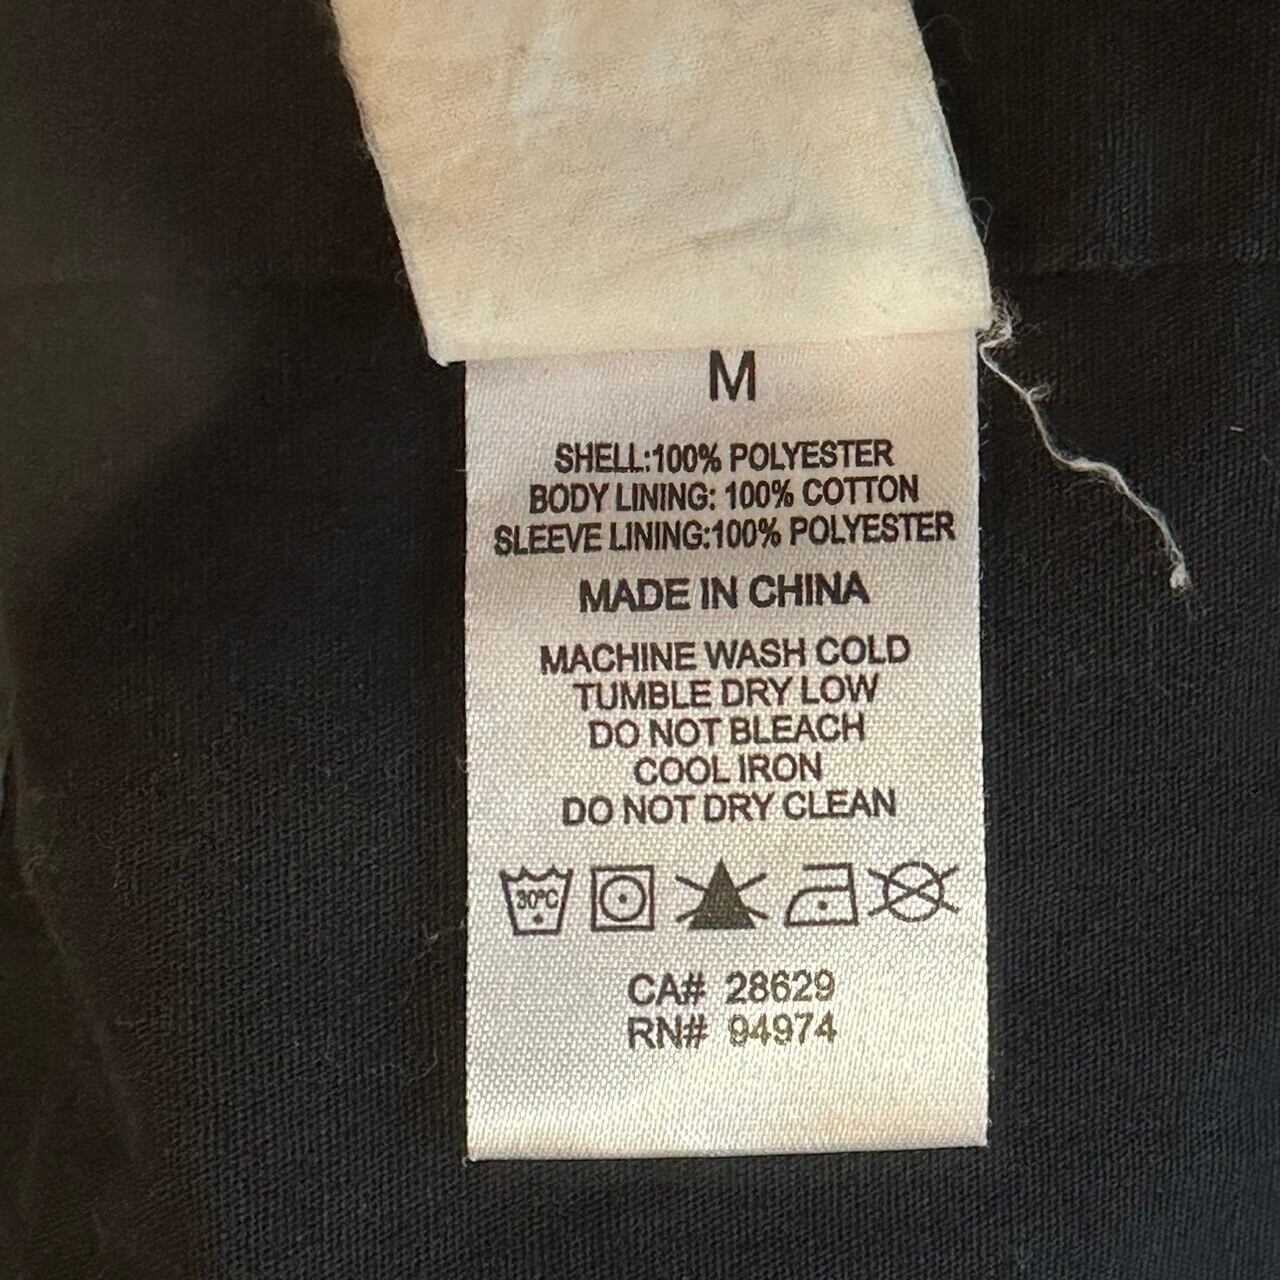 M
SHELL:100% POLYESTER
BODY LINING: 100% COTTON
SLEEVE LINING:100% POLYESTER
MADE IN CHINA
MACHINE WASH COLD
TUMBLE DRY LOW
DO NOT BLEACH
COOL IRON
DO NOT DRY CLEAN
30°C
CA# 28629
RN# 94974